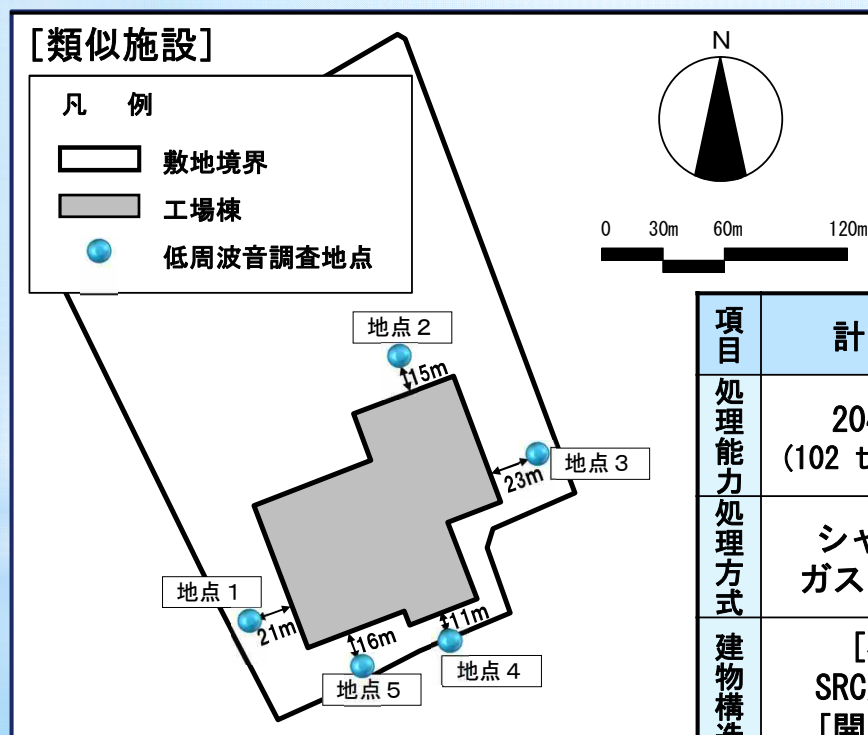 [類似施設]
凡 例
敷地境界
工場棟
低周波音調査地点
N
0 30m 60m 120m
地点2
15m
地点3
23m
地点1
21m
11m
地点4
16m
地点5
項目
計
処理能力
20
(102 t
処理方式
シャ
ガス
建物構造
[
SRC
[開